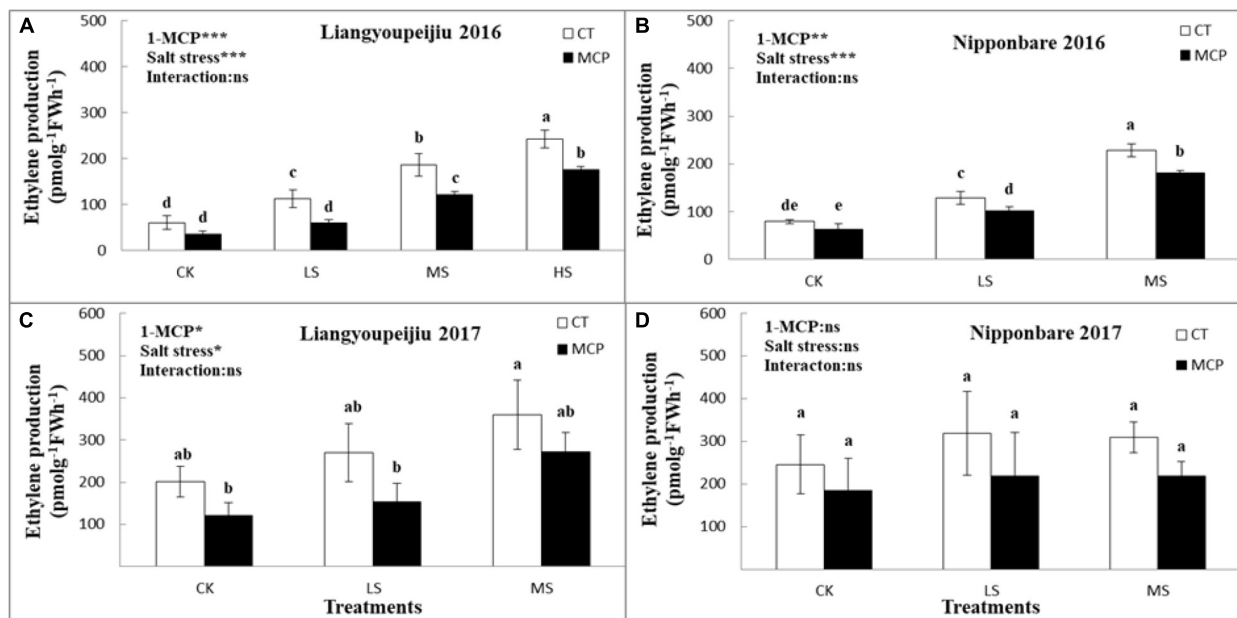 A
Liangyoupeijiu 2016
1-MCP***
Salt stress***
Interaction:ns
CT
MCP
Ethylene production
(pmolg⁻¹FWh⁻¹)
500
400
300
200
100
0
d
d
c
d
b
c
a
b
CK
LS
MS
HS
B
Nipponbare 2016
1-MCP**
Salt stress***
Interaction:ns
CT
MCP
Ethylene production
(pmolg⁻¹FWh⁻¹)
500
400
300
200
100
0
de
e
c
d
a
b
CK
LS
MS
C
Liangyoupeijiu 2017
1-MCP*
Salt stress*
Interaction:ns
CT
MCP
Ethylene production
(pmolg⁻¹FWh⁻¹)
600
500
400
300
200
100
ab
b
ab
b
a
ab
CK
LS
MS
Treatments
D
Nipponbare 2017
1-MCP:ns
Salt stress:ns
Interacton:ns
CT
MCP
Ethylene production
(pmolg⁻¹FWh⁻¹)
600
500
400
300
200
100
a
a
a
a
a
a
CK
LS
MS
Treatments